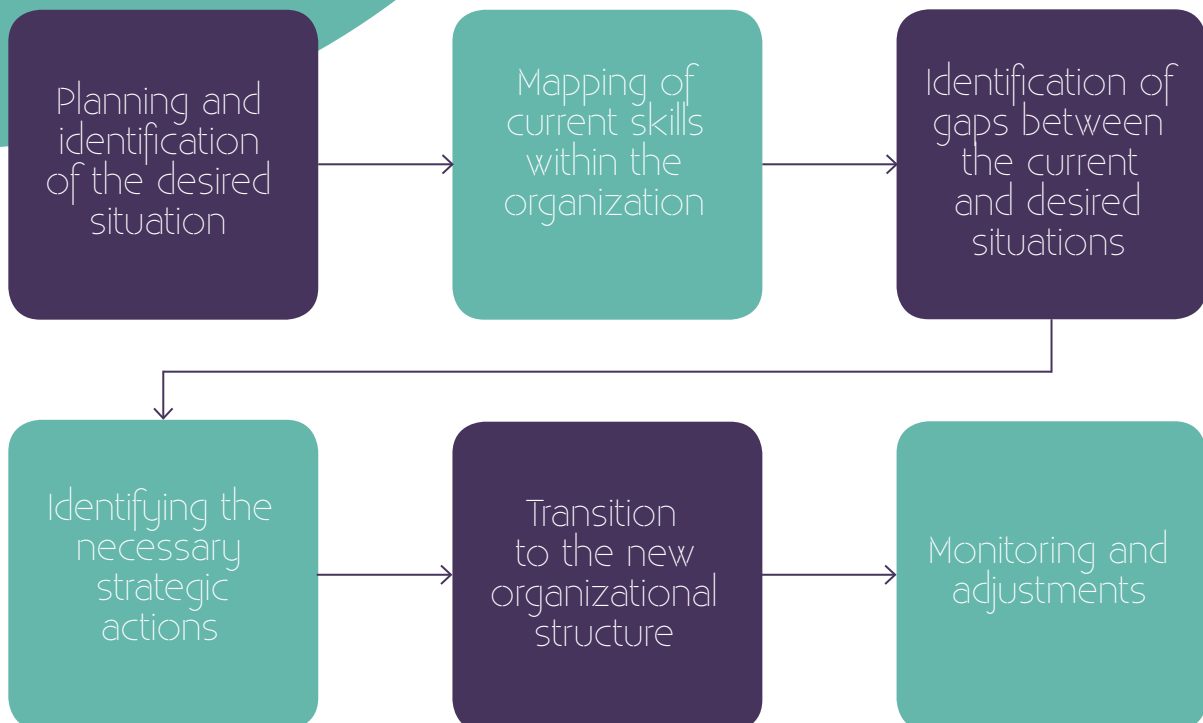 Planning and
identification
of the desired
situation
Mapping of
current skills
within the
organization
Identification of
gaps between
the current
and desired
situations
Identifying the
necessary
strategic
actions
Transition
to the new
organizational
structure
Monitoring and
adjustments